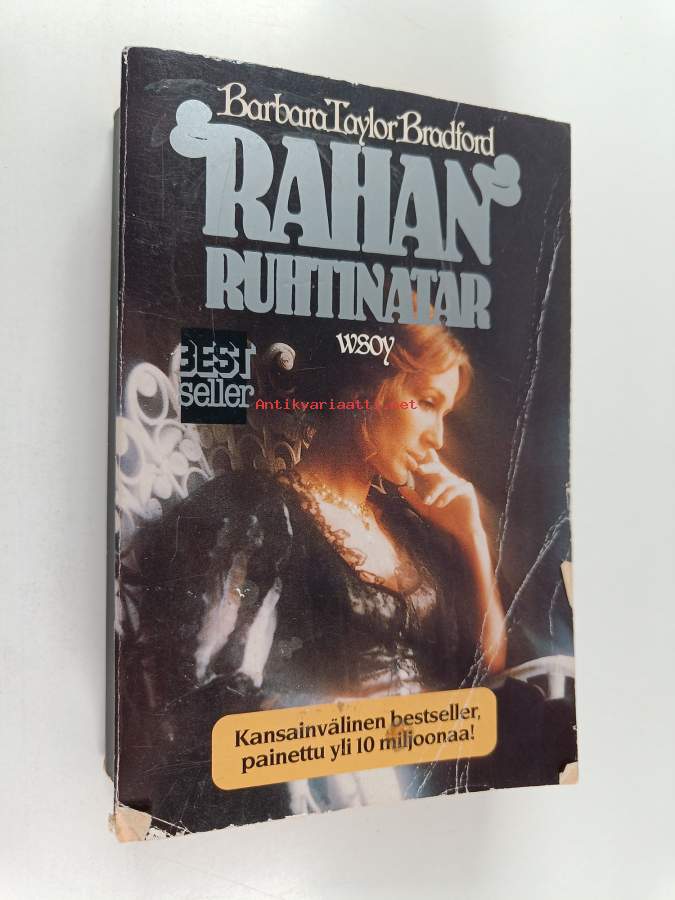 Barbara Taylor Bradford
RAHAN
RUHTINATAR
WSOY
BEST
seller
Antikvariaatti.net
Kansainvälinen bestseller,
painettu yli 10 miljoonaa!